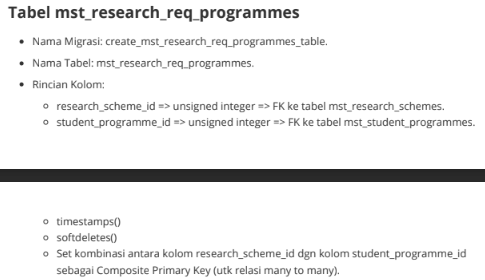 Tabel mst_research_req_programmes
• Nama Migrasi: create_mst_research_req_programmes_table.
• Nama Tabel: mst_research_req_programmes.
• Rincian Kolom:
○ research_scheme_id => unsigned integer => FK ke tabel mst_research_schemes.
○ student_programme_id => unsigned integer => FK ke tabel mst_student_programmes.
○ timestamps()
○ softdeletes()
○ Set kombinasi antara kolom research_scheme_id dgn kolom student_programme_id
sebagai Composite Primary Key (utk relasi many to many).